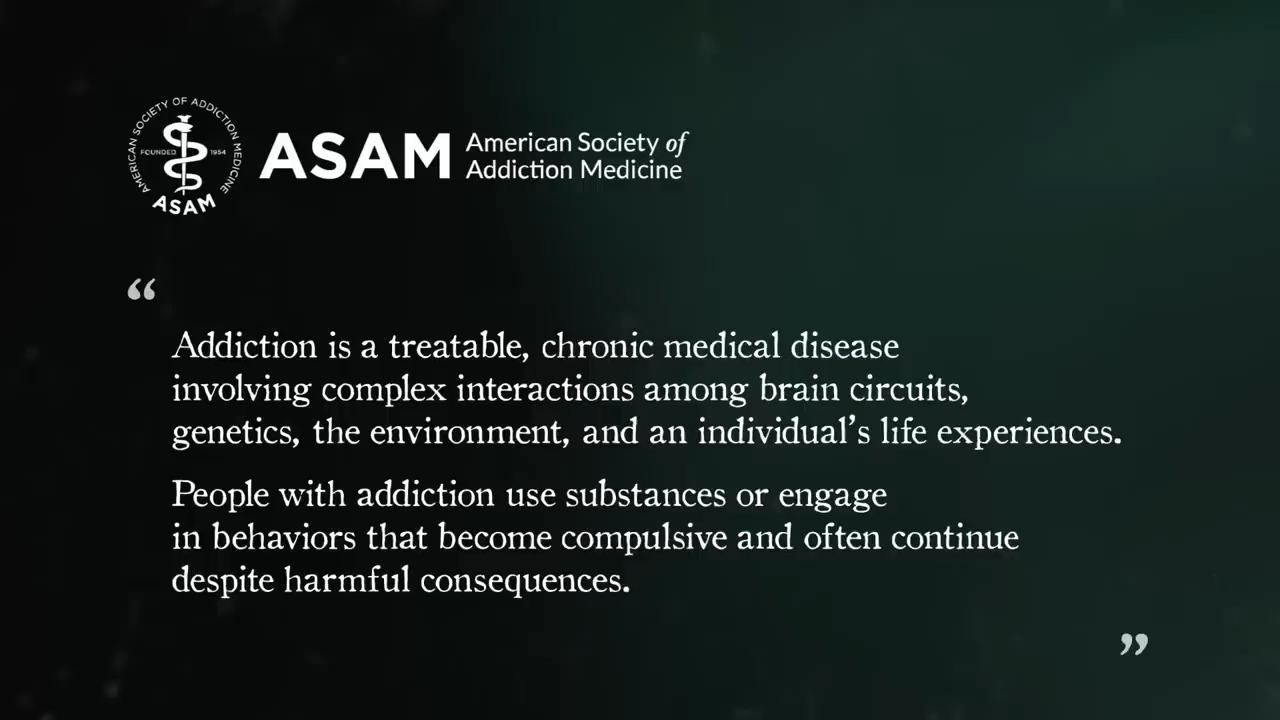 AMERICAN SOCIETY OF ADDICTION MEDICINE
FOUNDED 1954
ASAM
ASAM
American Society of
Addiction Medicine
“
Addiction is a treatable, chronic medical disease
involving complex interactions among brain circuits,
genetics, the environment, and an individual’s life experiences.
People with addiction use substances or engage
in behaviors that become compulsive and often continue
despite harmful consequences.
”